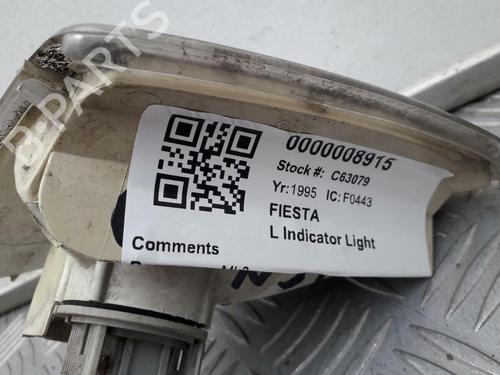 B-PARTS
0000008915
Stock #: C63079
Yr: 1995 IC: F0443
FIESTA
L Indicator Light
Comments